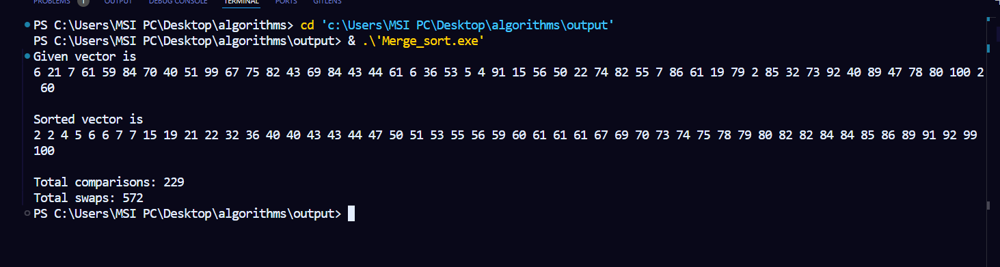 PROBLEMS 1 OUTPUT DEBUG CONSOLE TERMINAL PORTS GITLENS
PS C:\Users\MSI PC\Desktop\algorithms> cd 'c:\Users\MSI PC\Desktop\algorithms\output'
PS C:\Users\MSI PC\Desktop\algorithms\output> & .\'Merge_sort.exe'
Given vector is
6 21 7 61 59 84 70 40 51 99 67 75 82 43 69 84 43 44 61 6 36 53 5 4 91 15 56 50 22 74 82 55 7 86 61 19 79 2 85 32 73 92 40 89 47 78 80 100 2
60
Sorted vector is
2 2 4 5 6 6 7 7 15 19 21 22 32 36 40 40 43 43 44 47 50 51 53 55 56 59 60 61 61 61 67 69 70 73 74 75 78 79 80 82 82 84 84 85 86 89 91 92 99
100
Total comparisons: 229
Total swaps: 572
PS C:\Users\MSI PC\Desktop\algorithms\output>